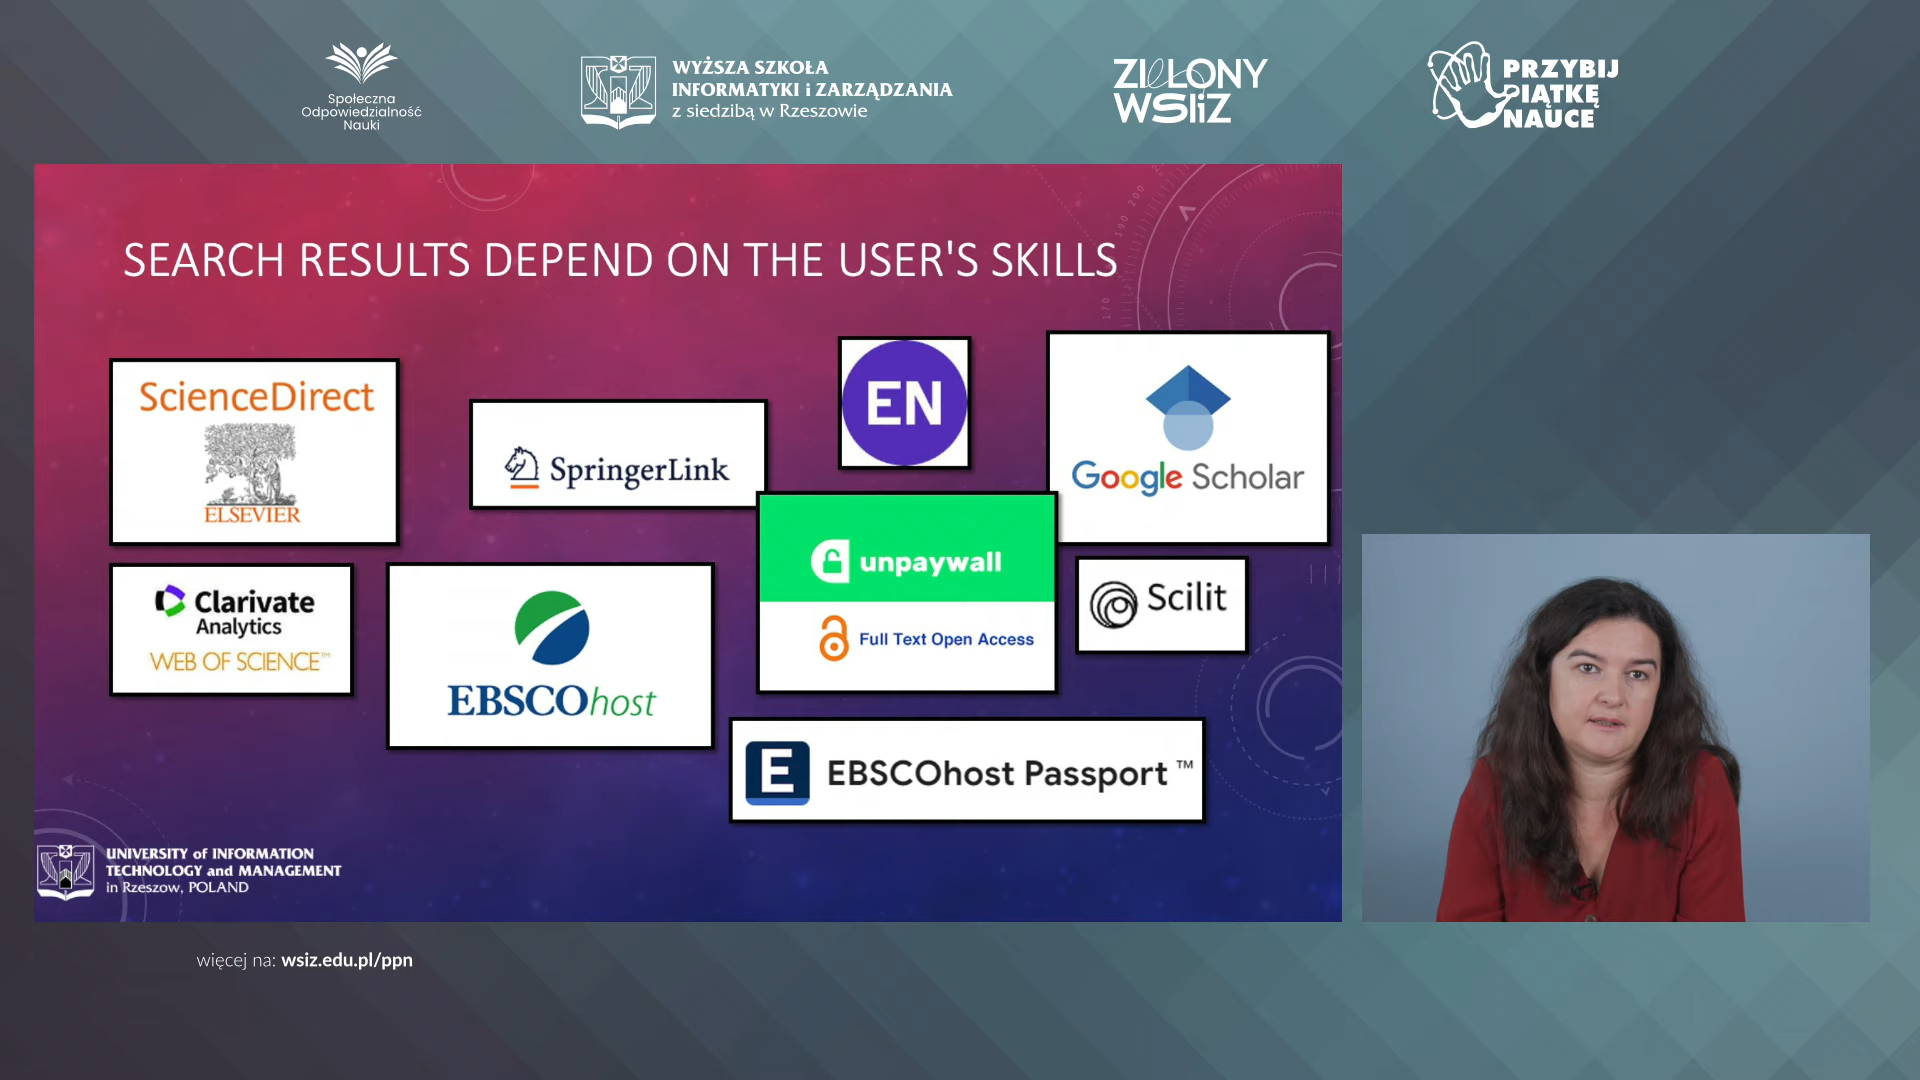 Społeczna
Odpowiedzialność
Nauki
WYŻSZA SZKOŁA
INFORMATYKI i ZARZĄDZANIA
z siedzibą w Rzeszowie
ZIELONY
WSIiZ
PRZYBIJ
PIĄTKĘ
NAUCE
SEARCH RESULTS DEPEND ON THE USER'S SKILLS
ScienceDirect
ELSEVIER
SpringerLink
EN
Google Scholar
Clarivate
Analytics
WEB OF SCIENCE™
EBSCOhost
unpaywall
Full Text Open Access
Scilit
E
EBSCOhost Passport™
UNIVERSITY of INFORMATION
TECHNOLOGY and MANAGEMENT
in Rzeszow, POLAND
więcej na: wsiz.edu.pl/ppn